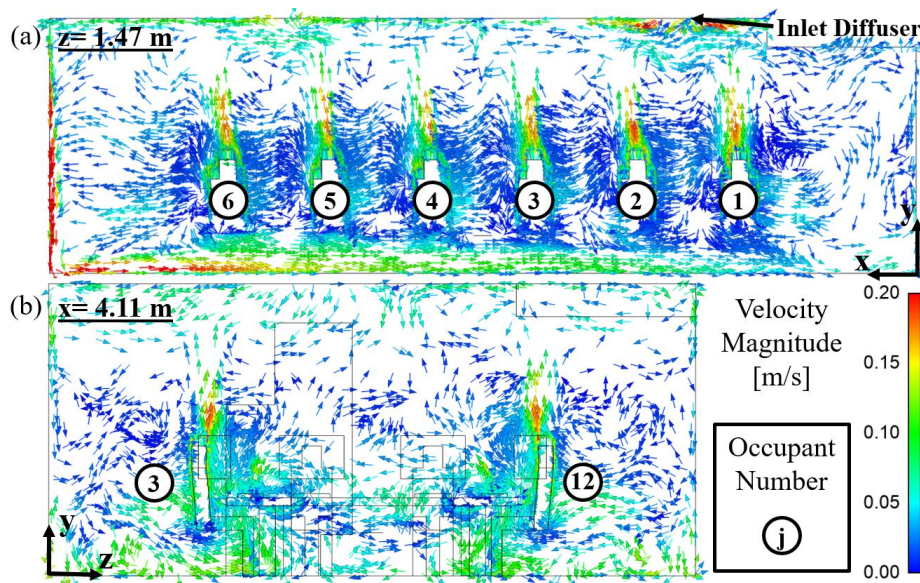 (a)
z= 1.47 m
Inlet Diffuser
6
5
4
3
2
1
y
x
(b)
x= 4.11 m
3
12
y
z
Velocity
Magnitude
[m/s]
0.20
0.15
0.10
0.05
0.00
Occupant
Number
j